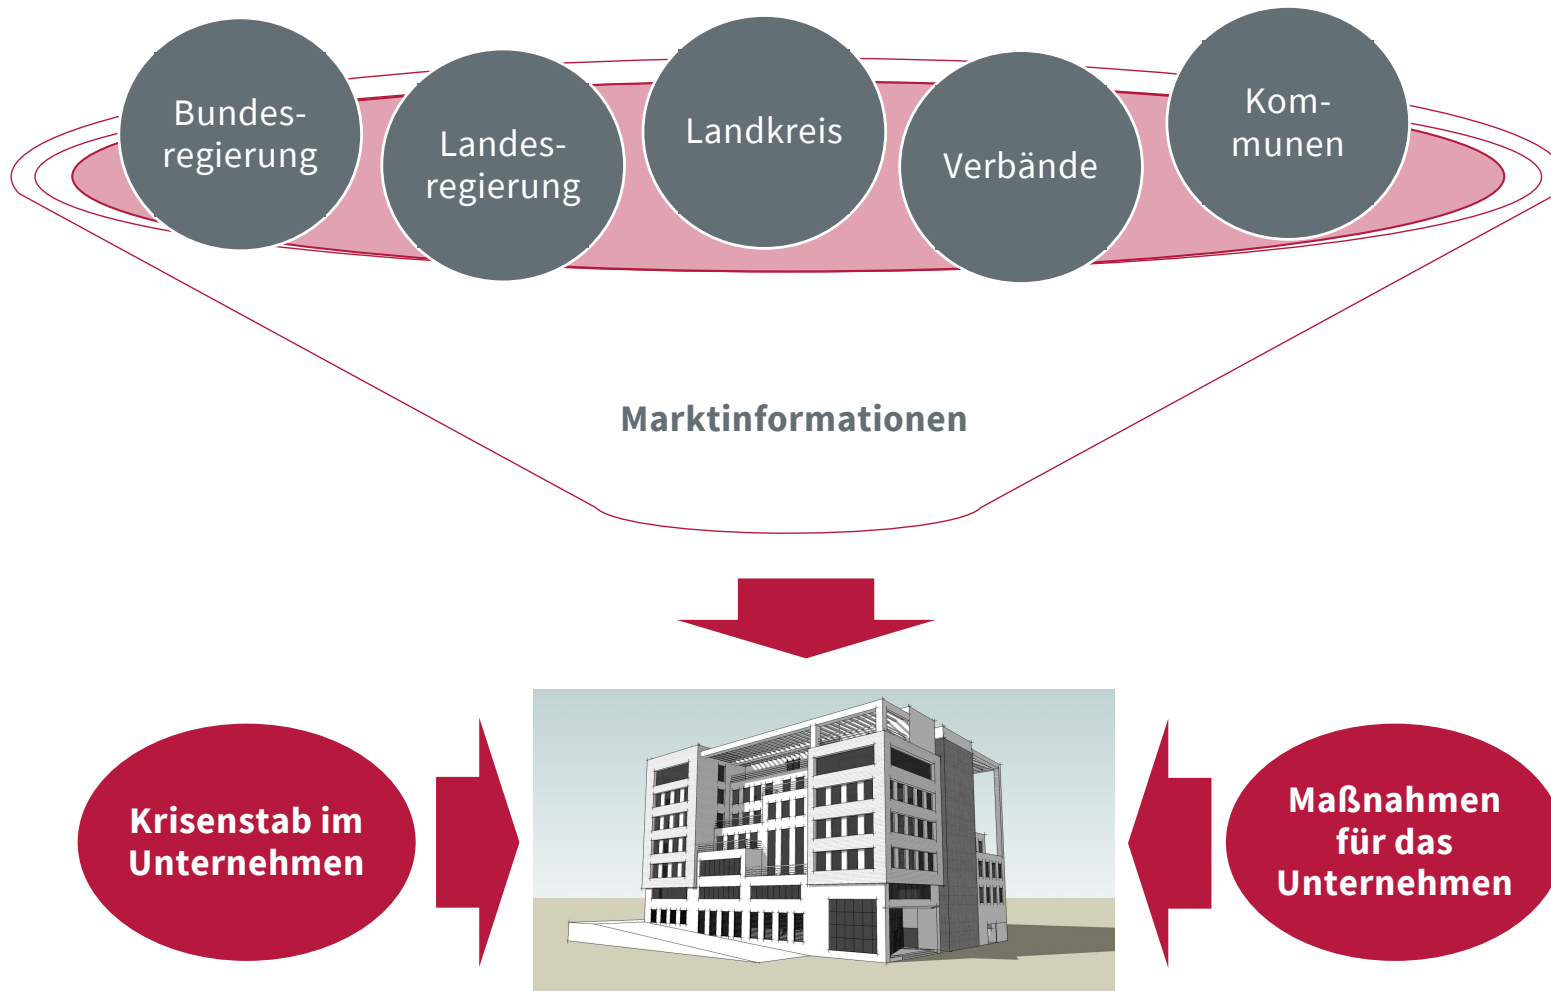 Bundes-
regierung
Landes-
regierung
Landkreis
Verbände
Kom-
munen
Marktinformationen
Krisenstab im
Unternehmen
Maßnahmen
für das
Unternehmen